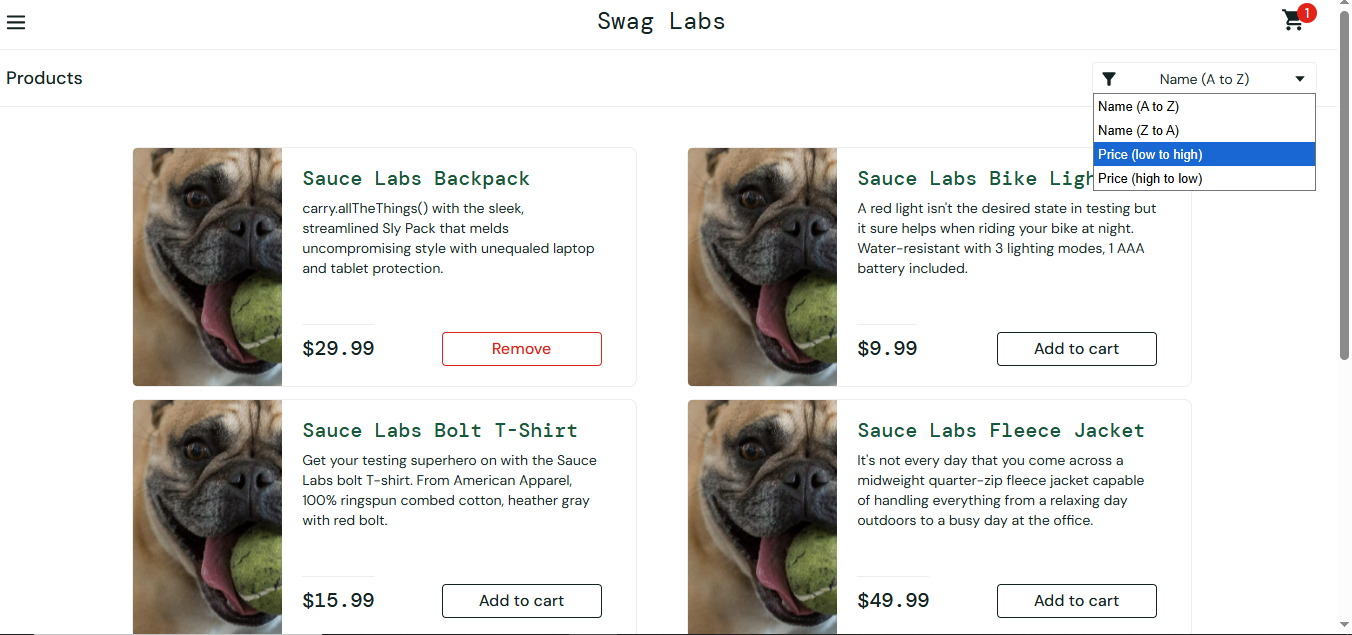 Swag Labs
1
Products
Name (A to Z)
Name (A to Z)
Name (Z to A)
Price (low to high)
Price (high to low)
Sauce Labs Backpack
carry.allTheThings() with the sleek,
streamlined Sly Pack that melds
uncompromising style with unequaled laptop
and tablet protection.
$29.99
Remove
Sauce Labs Bike
A red light isn't the desired state in testing but
it sure helps when riding your bike at night.
Water-resistant with 3 lighting modes, 1 AAA
battery included.
$9.99
Add to cart
Sauce Labs Bolt T-Shirt
Get your testing superhero on with the Sauce
Labs bolt T-shirt. From American Apparel,
100% ringspun combed cotton, heather gray
with red bolt.
$15.99
Add to cart
Sauce Labs Fleece Jacket
It's not every day that you come across a
midweight quarter-zip fleece jacket capable
of handling everything from a relaxing day
outdoors to a busy day at the office.
$49.99
Add to cart